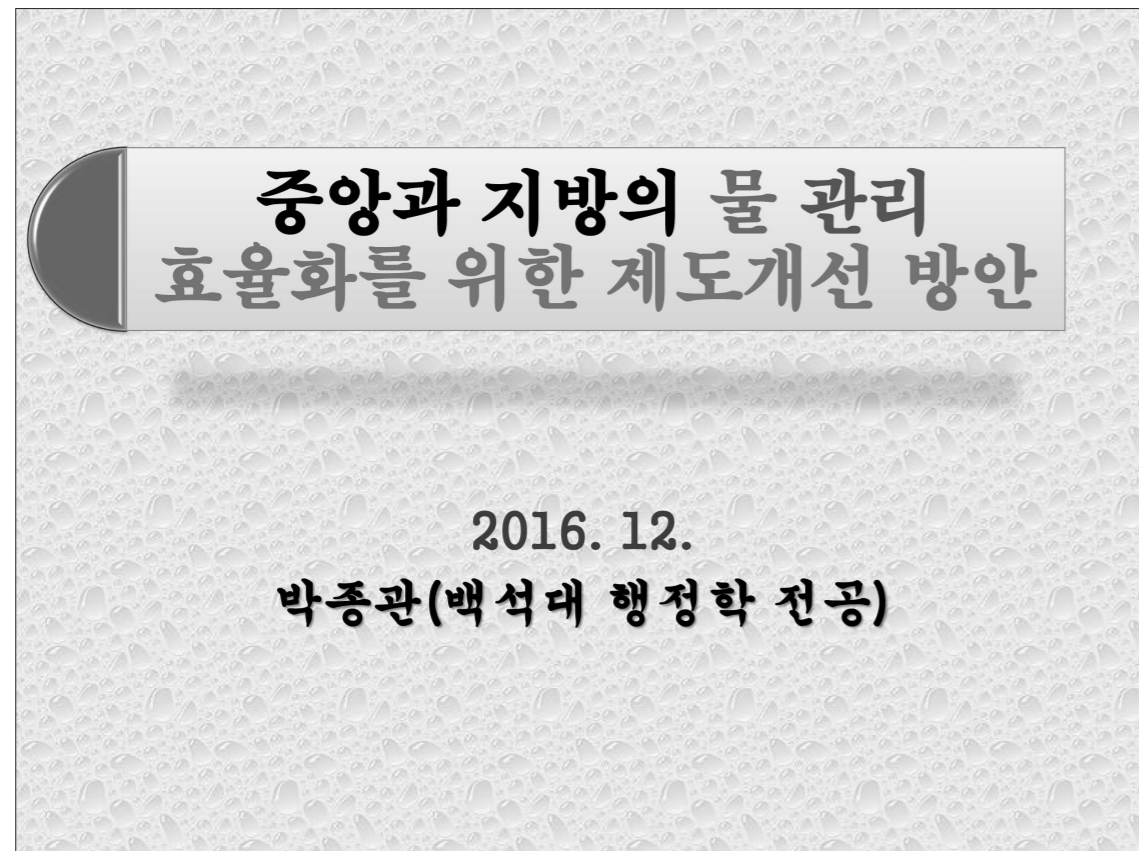 중앙과 지방의 물 관리
효율화를 위한 제도개선 방안
2016. 12.
박종관(백석대 행정학 전공)